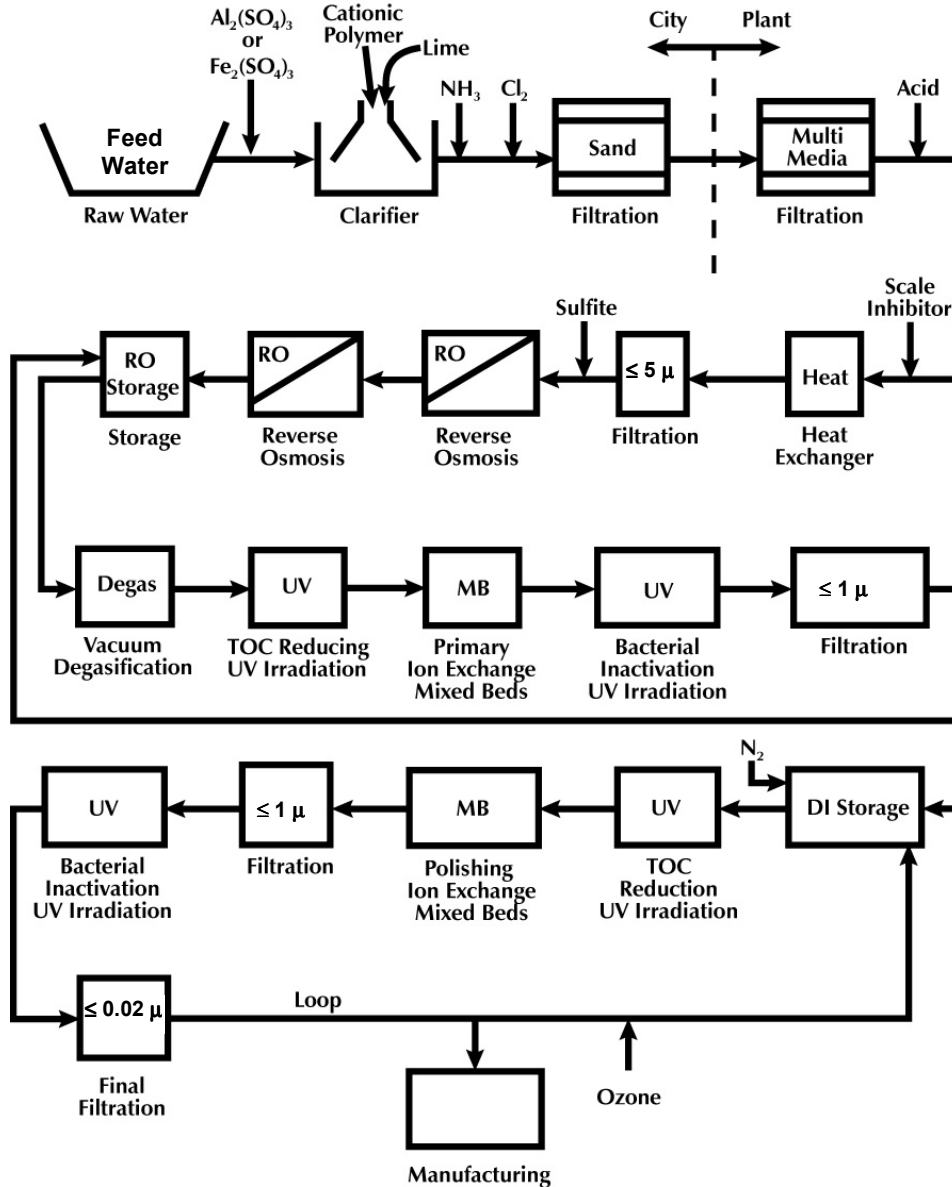 Al₂(SO₄)₃
or
Fe₂(SO₄)₃
Cationic
Polymer
Lime
NH₃
Cl₂
City
Plant
Acid
Feed
Water
Sand
Multi
Media
Raw Water
Clarifier
Filtration
Filtration
Scale
Inhibitor
Sulfite
RO
Storage
RO
RO
≤ 5 μ
Heat
Storage
Reverse
Osmosis
Reverse
Osmosis
Filtration
Heat
Exchanger
Degas
UV
MB
UV
≤ 1 μ
Vacuum
Degasification
TOC Reducing
UV Irradiation
Primary
Ion Exchange
Mixed Beds
Bacterial
Inactivation
UV Irradiation
Filtration
N₂
UV
≤ 1 μ
MB
UV
DI Storage
Bacterial
Inactivation
UV Irradiation
Filtration
Polishing
Ion Exchange
Mixed Beds
TOC
Reduction
UV Irradiation
≤ 0.02 μ
Loop
Final
Filtration
Ozone
Manufacturing